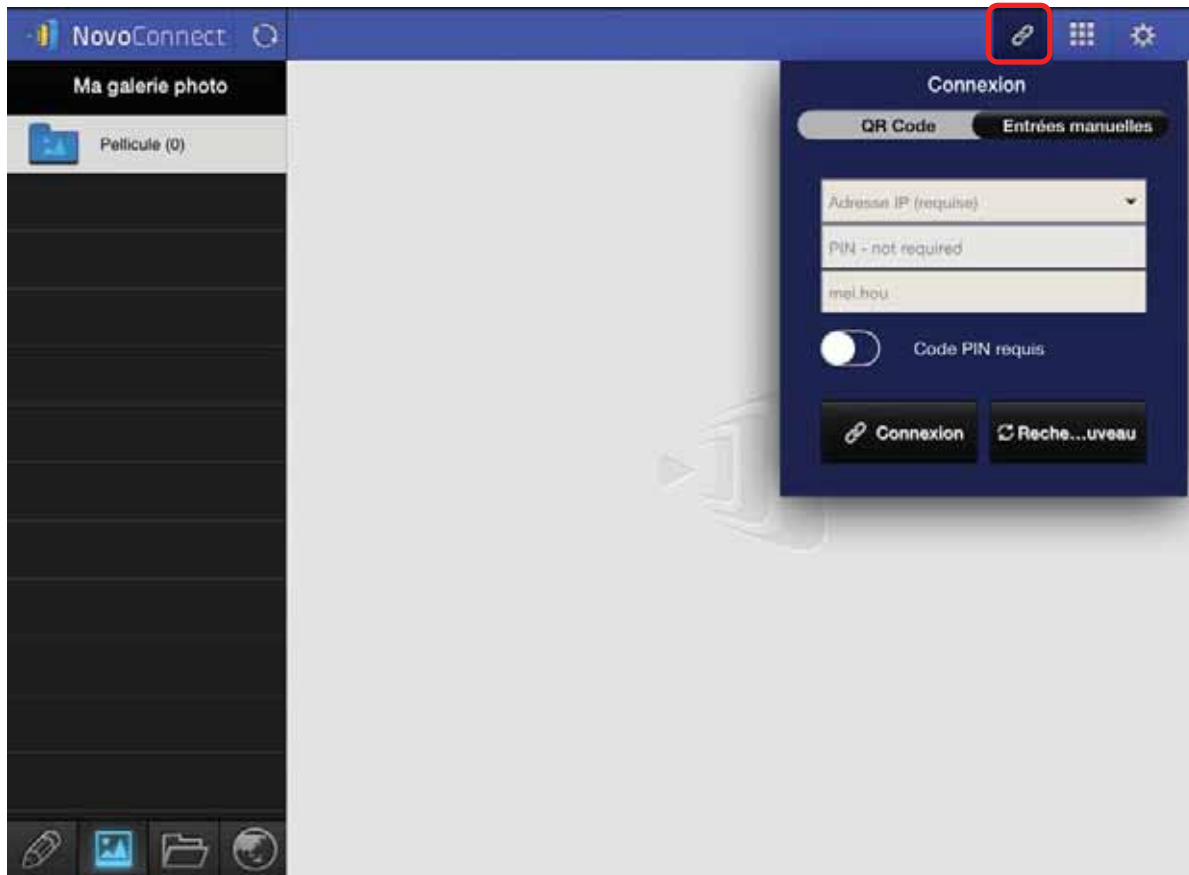 NovoConnect
Ma galerie photo
Pellicule (0)
Connexion
QR Code Entrées manuelles
Adresse IP (requise)
PIN - not required
mei.hou
Code PIN requis
Connexion Reche...uveau